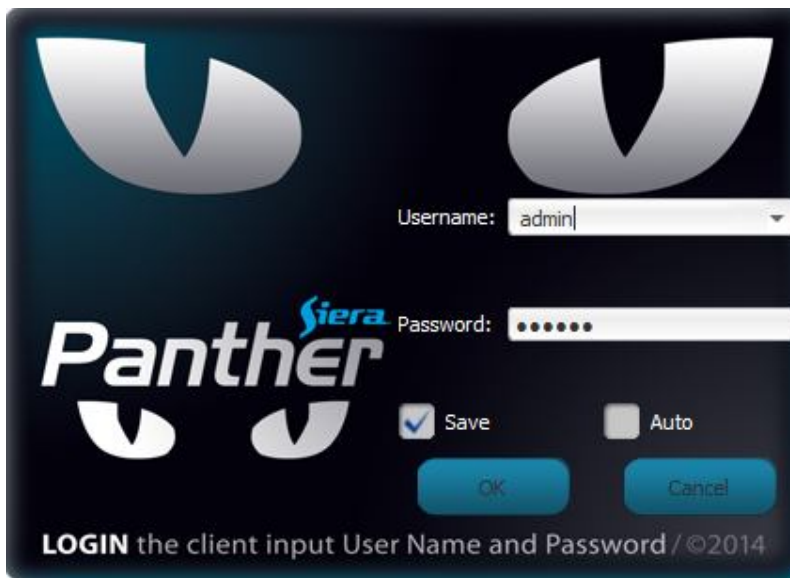 Username: admin
Siera
Panther
Password: ••••••
Save
Auto
OK
Cancel
LOGIN the client input User Name and Password / ©2014